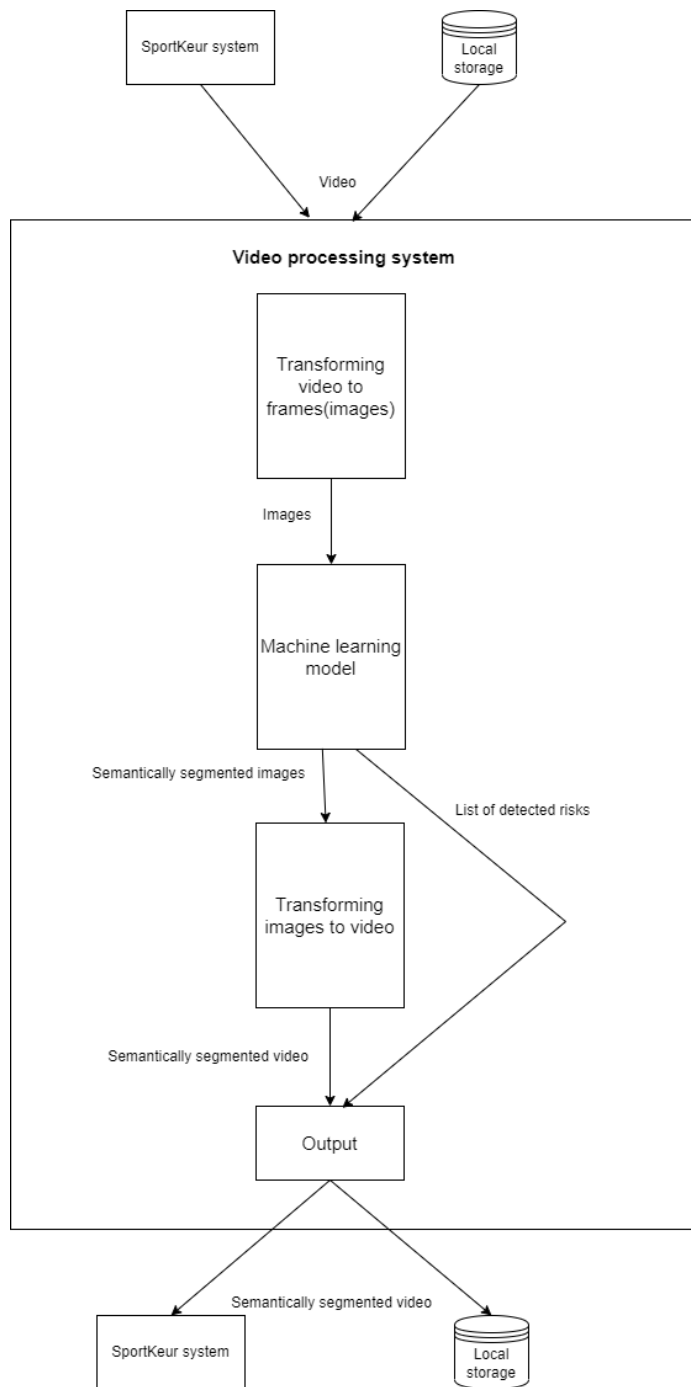 SportKeur system
Local
storage
Video
Video processing system
Transforming
video to
frames(images)
Images
Machine learning
model
Semantically segmented images
List of detected risks
Transforming
images to video
Semantically segmented video
Output
Semantically segmented video
SportKeur system
Local
storage